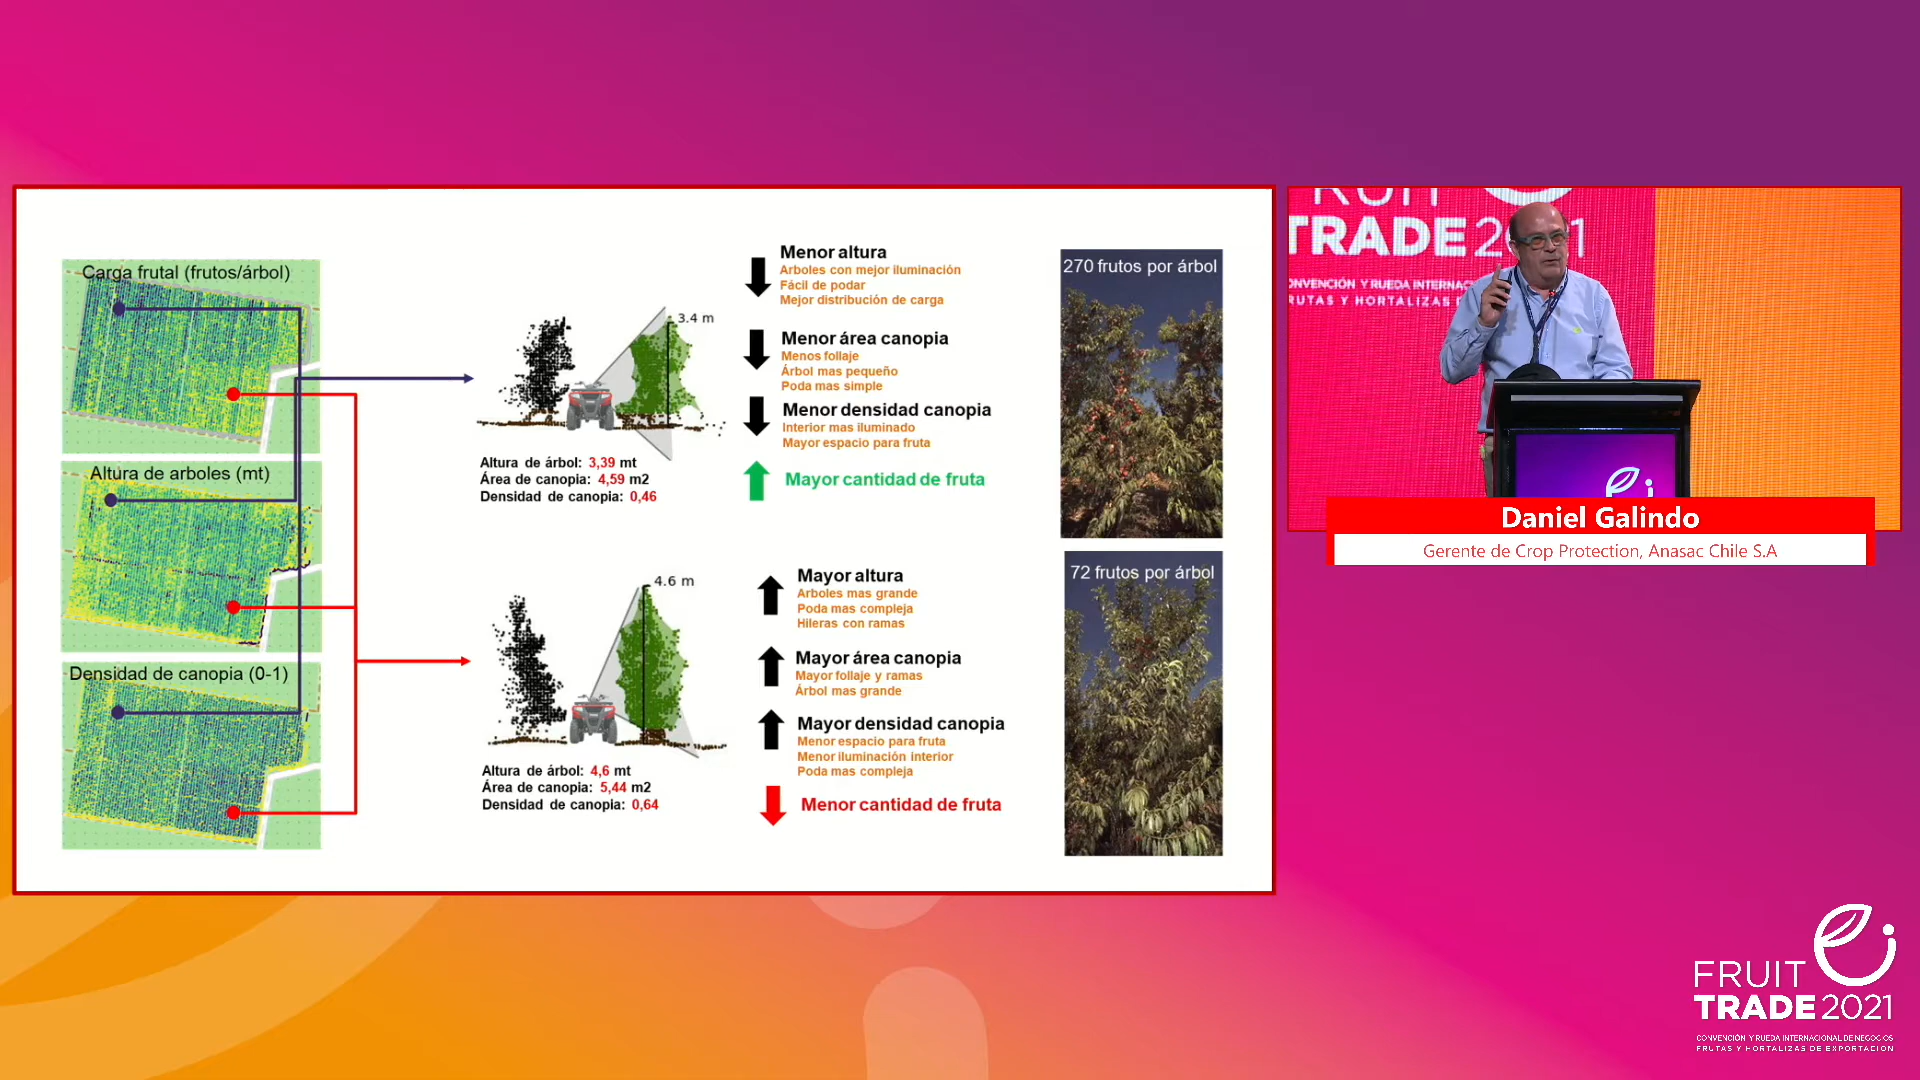 Carga frutal (frutos/árbol)
Altura de arboles (mt)
Densidad de canopia (0-1)
3.4 m
Altura de árbol: 3,39 mt
Área de canopia: 4,59 m2
Densidad de canopia: 0,46
Menor altura
Arboles con mejor iluminación
Fácil de podar
Mejor distribución de carga
Menor área canopia
Menos follaje
Árbol mas pequeño
Poda mas simple
Menor densidad canopia
Interior mas iluminado
Mayor espacio para fruta
Mayor cantidad de fruta
270 frutos por árbol
4.6 m
Altura de árbol: 4,6 mt
Área de canopia: 5,44 m2
Densidad de canopia: 0,64
Mayor altura
Arboles mas grande
Poda mas compleja
Hileras con ramas
Mayor área canopia
Mayor follaje y ramas
Árbol mas grande
Mayor densidad canopia
Menor espacio para fruta
Menor iluminación interior
Poda mas compleja
Menor cantidad de fruta
72 frutos por árbol
TRADE 2 1
NVENCIÓN Y RUEDA INTERNAC
RUTAS Y HORTALIZAS
Daniel Galindo
Gerente de Crop Protection, Anasac Chile S.A
FRUIT
TRADE 2021
CONVENCIÓN Y RUEDA INTERNACIONAL DE NEGOCIOS
FRUTAS Y HORTALIZAS DE EXPORTACIÓN